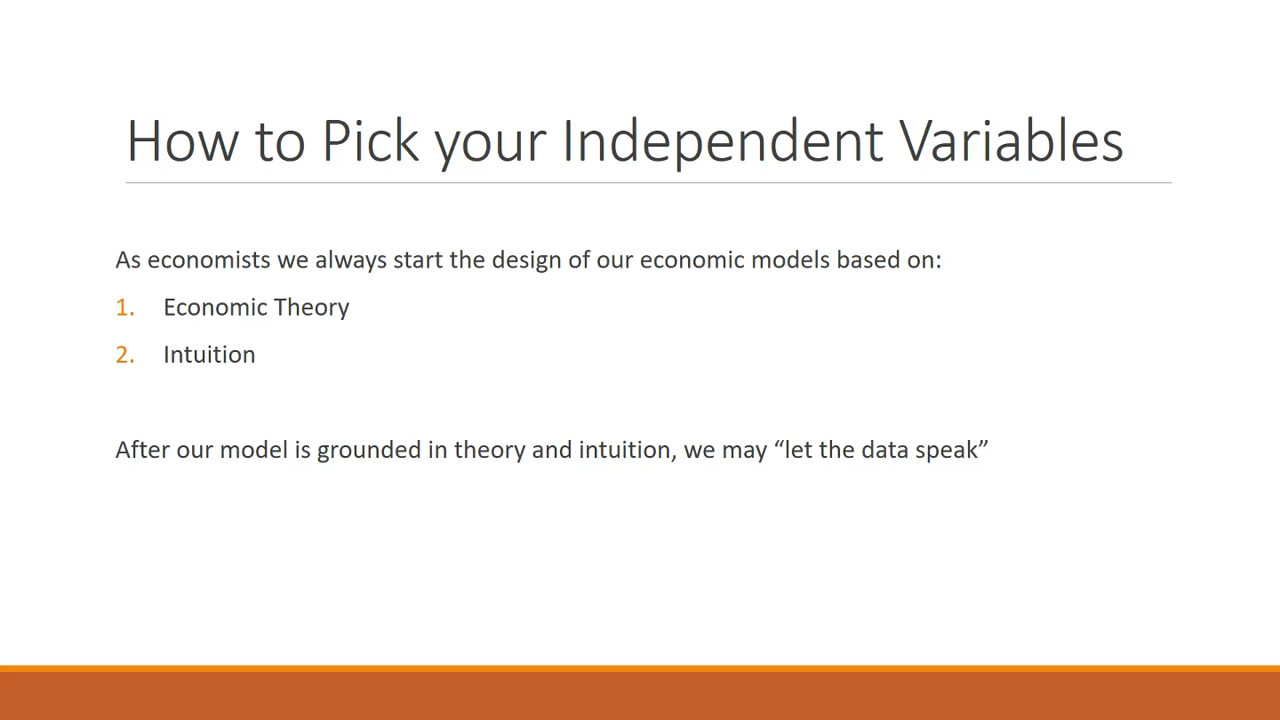 How to Pick your Independent Variables
As economists we always start the design of our economic models based on:
1. Economic Theory
2. Intuition
After our model is grounded in theory and intuition, we may “let the data speak”